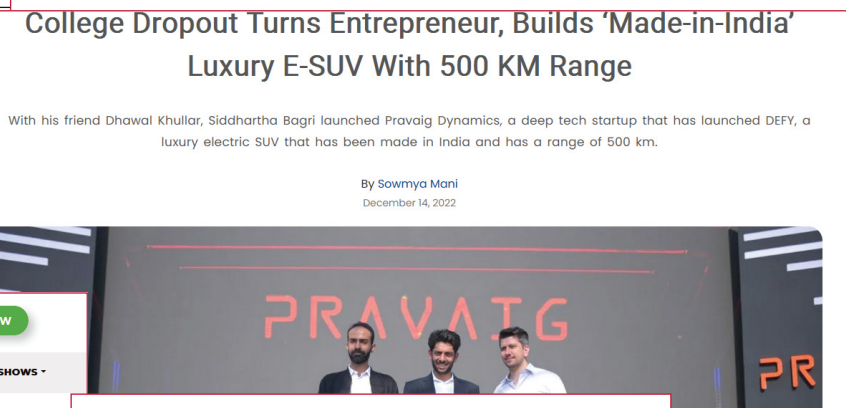 College Dropout Turns Entrepreneur, Builds ‘Made-in-India’
Luxury E-SUV With 500 KM Range
With his friend Dhawal Khullar, Siddhartha Bagri launched Pravaig Dynamics, a deep tech startup that has launched DEFY, a
luxury electric SUV that has been made in India and has a range of 500 km.
By Sowmya Mani
December 14, 2022
PRAVAIG
W
SHOWS
PR